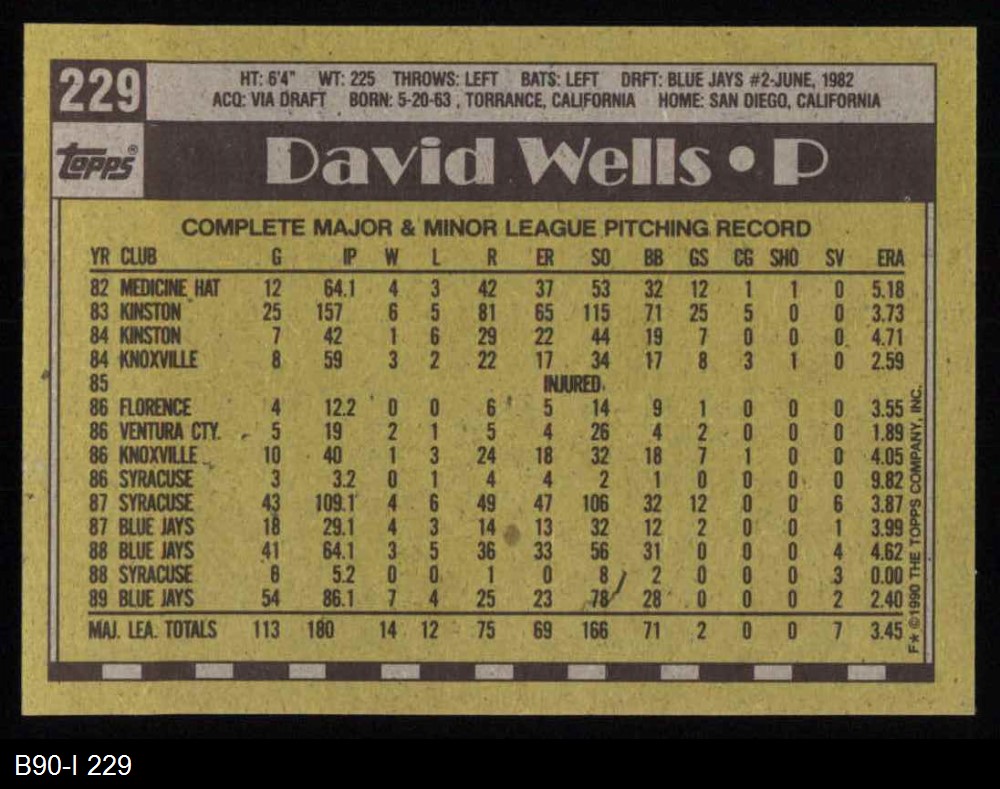 229
HT: 6'4" WT: 225 THROWS: LEFT BATS: LEFT DRFT: BLUE JAYS #2-JUNE, 1982
ACQ: VIA DRAFT BORN: 5-20-63, TORRANCE, CALIFORNIA HOME: SAN DIEGO, CALIFORNIA
topps®
David Wells • P
COMPLETE MAJOR & MINOR LEAGUE PITCHING RECORD
YR CLUB G IP W L R ER SO BB GS CG SHO SV ERA
82 MEDICINE HAT 12 64.1 4 3 42 37 53 32 12 1 1 0 5.18
83 KINSTON 25 157 6 5 81 65 115 71 25 5 0 0 3.73
84 KINSTON 7 42 1 6 29 22 44 19 7 0 0 0 4.71
84 KNOXVILLE 8 59 3 2 22 17 34 17 8 3 1 0 2.59
85 INJURED
86 FLORENCE 4 12.2 0 0 6 5 14 9 1 0 0 0 3.55
86 VENTURA CTY. 5 19 2 1 5 4 26 4 2 0 0 0 1.89
86 KNOXVILLE 10 40 1 3 24 18 32 18 7 1 0 0 4.05
86 SYRACUSE 3 3.2 0 1 4 4 2 1 0 0 0 0 9.82
87 SYRACUSE 43 109.1 4 6 49 47 106 32 12 0 0 6 3.87
87 BLUE JAYS 18 29.1 4 3 14 13 32 12 2 0 0 1 3.99
88 BLUE JAYS 41 64.1 3 5 36 33 56 31 0 0 0 4 4.62
88 SYRACUSE 6 5.2 0 0 1 0 8 2 0 0 0 3 0.00
89 BLUE JAYS 54 86.1 7 4 25 23 78 28 0 0 0 2 2.40
MAJ. LEA. TOTALS 113 180 14 12 75 69 166 71 2 0 0 7 3.45
F* ©1990 THE TOPPS COMPANY, INC.
B90-I 229